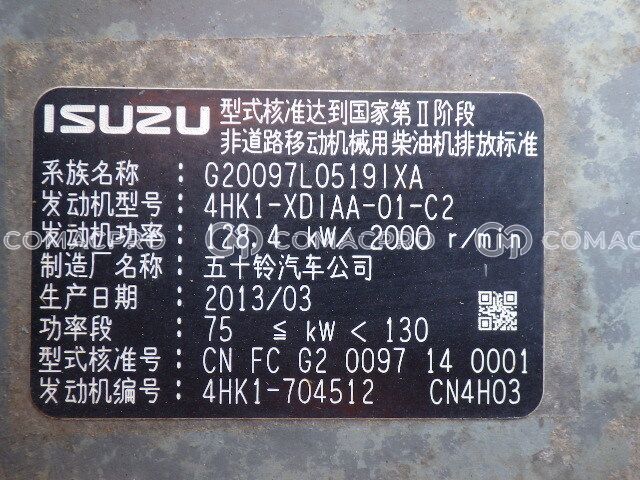 ISUZU 型式核准达到国家第Ⅱ阶段
非道路移动机械用柴油机排放标准
系族名称 : G20097L0519IXA
发动机型号: 4HK1-XDIAA-01-C2
发动机功率: 128.4 kW/ 2000 r/min
制造厂名称: 五十铃汽车公司
生产日期 : 2013/03
功率段 : 75 ≦ kW < 130
型式核准号: CN FC G2 0097 14 0001
发动机编号: 4HK1-704512 CN4H03
COMACPRO COMACPRO COMACPRO